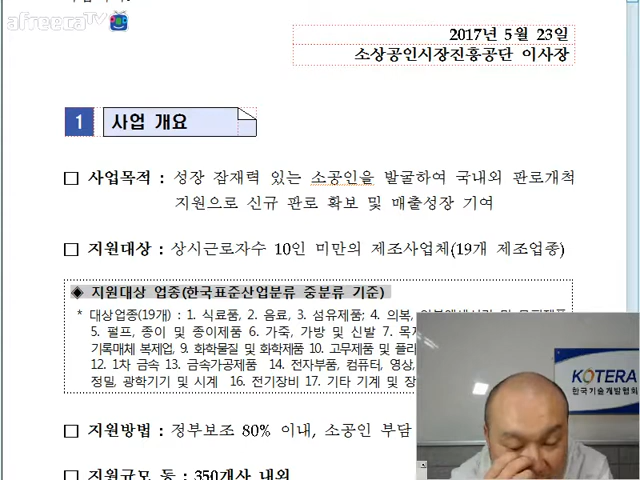 afreecaTV
2017년 5월 23일
소상공인시장진흥공단 이사장
1 사업 개요
□ 사업목적 : 성장 잠재력 있는 소공인을 발굴하여 국내외 판로개척
지원으로 신규 판로 확보 및 매출성장 기여
□ 지원대상 : 상시근로자수 10인 미만의 제조사업체(19개 제조업종)
◈ 지원대상 업종(한국표준산업분류 중분류 기준)
* 대상업종(19개) : 1. 식료품, 2. 음료, 3. 섬유제품; 4. 의복,
5. 펄프, 종이 및 종이제품 6. 가죽, 가방 및 신발 7.
기록매체 복제업, 9. 화학물질 및 화학제품 10. 고무제품 및
12. 1차 금속 13. 금속가공제품 14. 전자부품, 컴퓨터, 영상,
정밀, 광학기기 및 시계 16. 전기장비 17. 기타 기계 및
KOTERA
한국기술개발협회
□ 지원방법 : 정부보조 80% 이내, 소공인 부담
□ 지원규모 등 : 350개사 내외